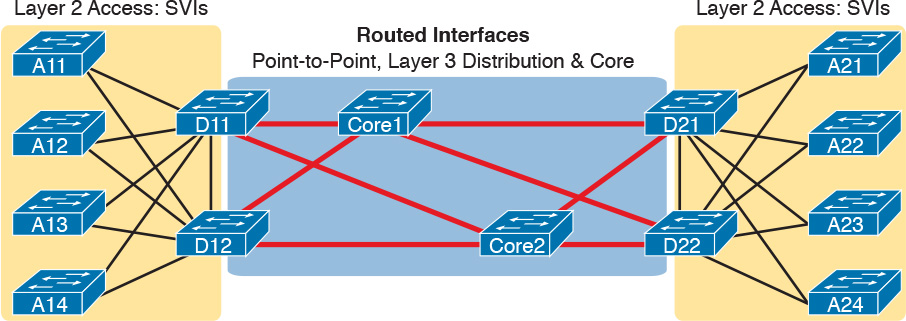 Layer 2 Access: SVIs
Layer 2 Access: SVIs
Routed Interfaces
Point-to-Point, Layer 3 Distribution & Core
A11
A21
D11
Core1
D21
A12
A22
A13
A23
D12
Core2
D22
A14
A24